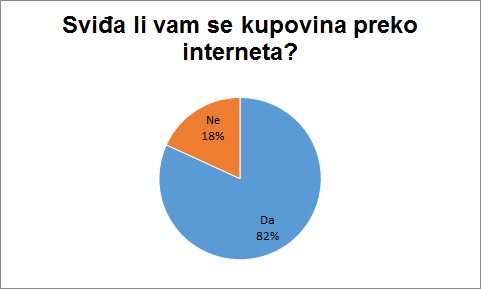 Sviđa li vam se kupovina preko
interneta?
Ne
18%
Da
82%